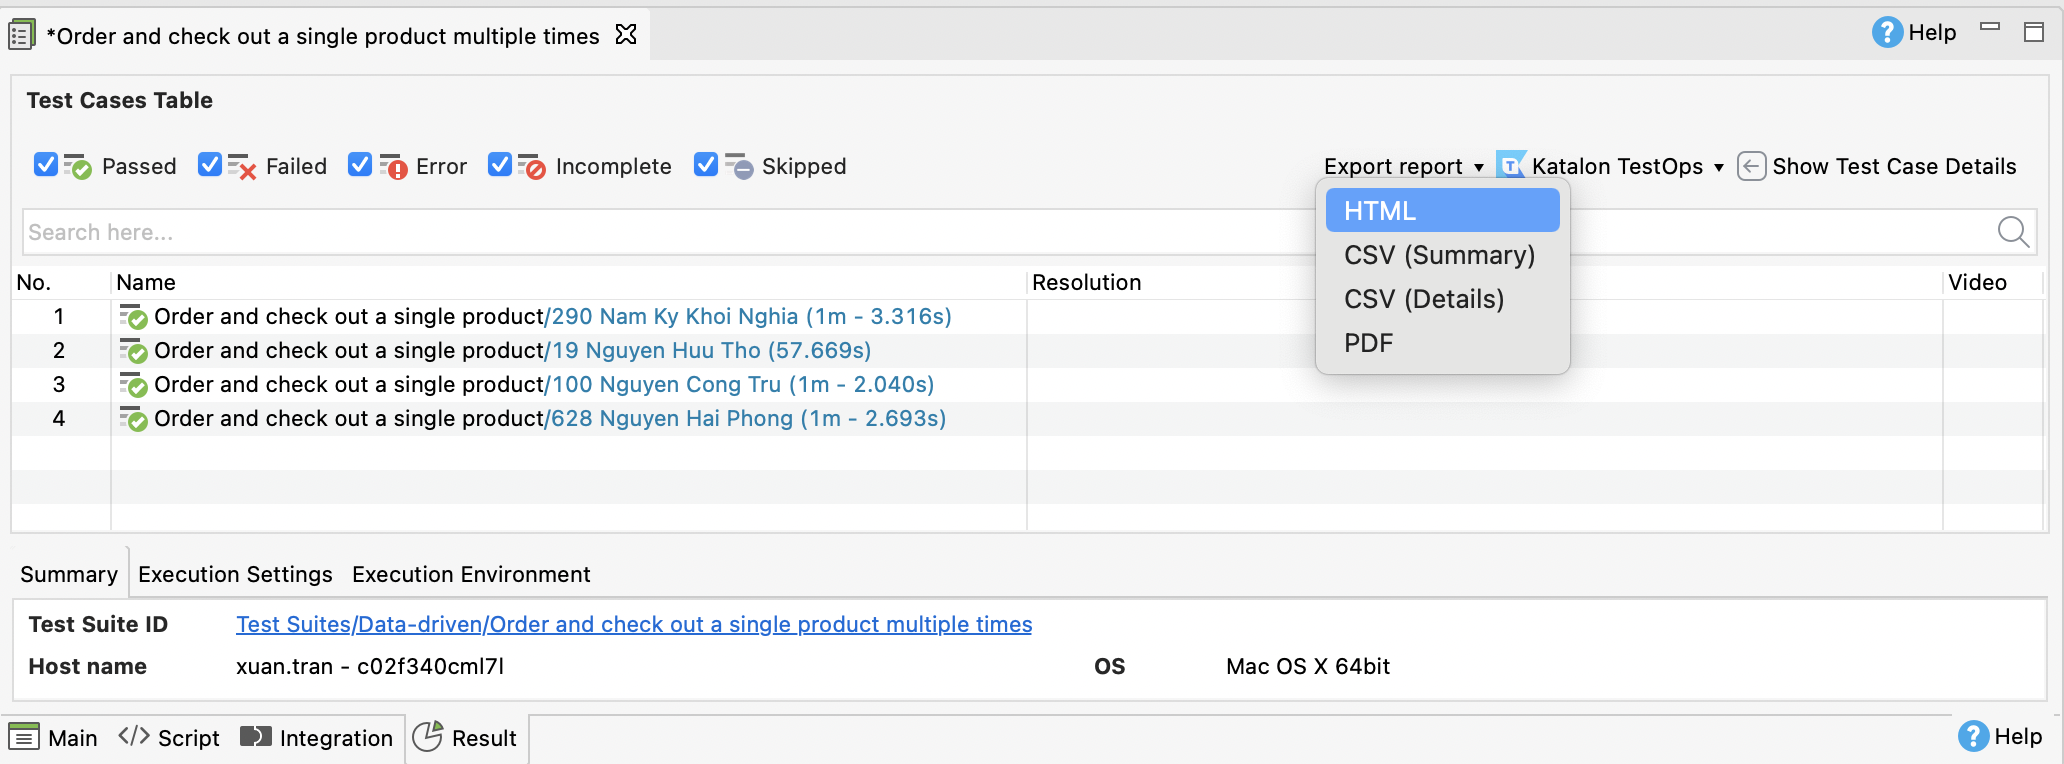 *Order and check out a single product multiple times
Help
Test Cases Table
Passed Failed Error Incomplete Skipped
Export report Katalon TestOps Show Test Case Details
HTML
CSV (Summary)
CSV (Details)
PDF
Search here...
No. Name Resolution Video
1 Order and check out a single product/290 Nam Ky Khoi Nghia (1m - 3.316s)
2 Order and check out a single product/19 Nguyen Huu Tho (57.669s)
3 Order and check out a single product/100 Nguyen Cong Tru (1m - 2.040s)
4 Order and check out a single product/628 Nguyen Hai Phong (1m - 2.693s)
Summary Execution Settings Execution Environment
Test Suite ID Test Suites/Data-driven/Order and check out a single product multiple times
Host name xuan.tran - c02f340cml7l OS Mac OS X 64bit
Main Script Integration Result Help